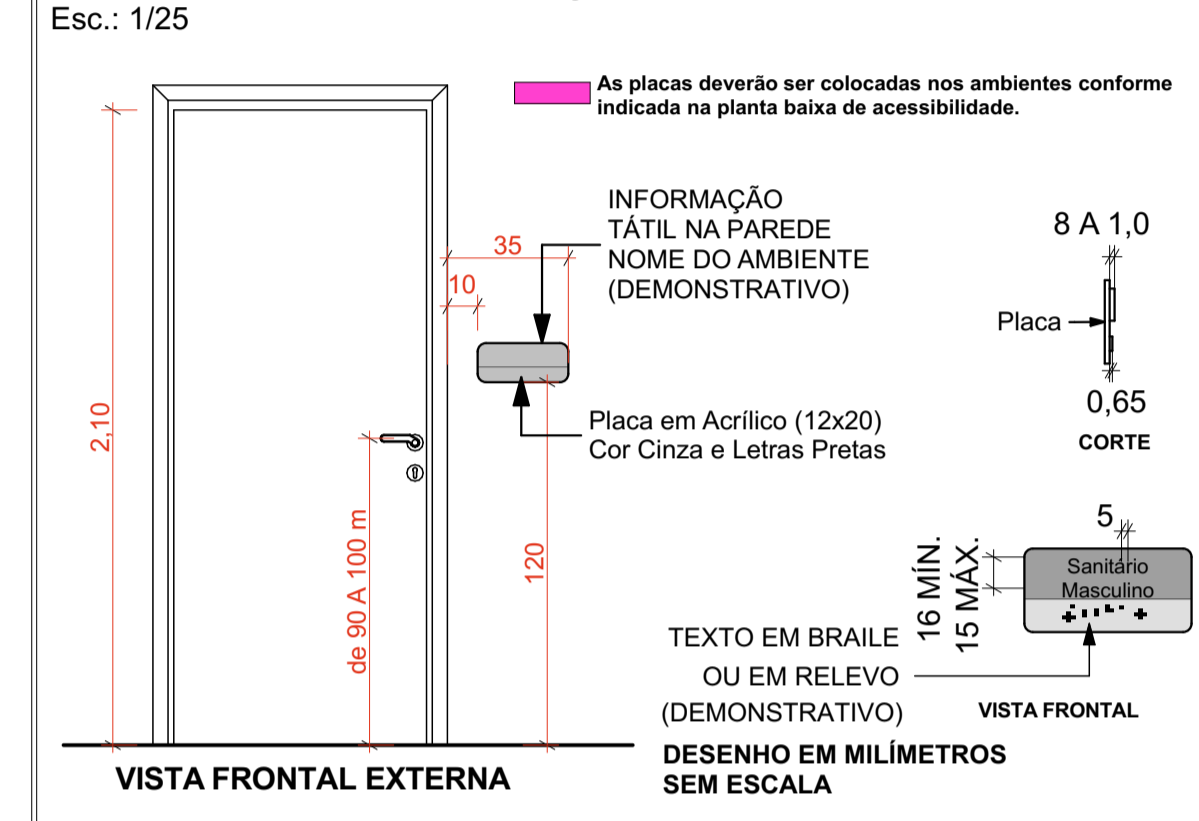 Esc.: 1/25
As placas deverão ser colocadas nos ambientes conforme
indicada na planta baixa de acessibilidade.
INFORMAÇÃO
TÁTIL NA PAREDE
NOME DO AMBIENTE
(DEMONSTRATIVO)
35
10
8 A 1,0
Placa
0,65
CORTE
2,10
Placa em Acrílico (12x20)
Cor Cinza e Letras Pretas
de 90 A 100 m
120
5
16 MÍN.
15 MÁX.
Sanitário
Masculino
TEXTO EM BRAILE
OU EM RELEVO
(DEMONSTRATIVO)
VISTA FRONTAL
DESENHO EM MILÍMETROS
SEM ESCALA
VISTA FRONTAL EXTERNA